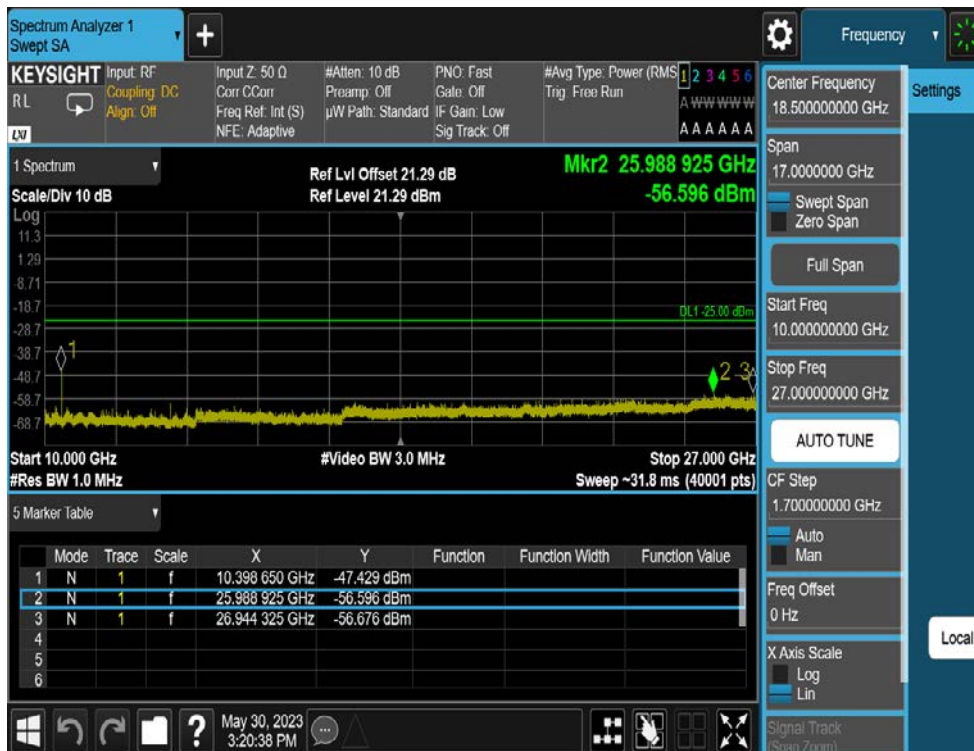 Spectrum Analyzer 1
Swept SA
+
Frequency
KEYSIGHT
RL
LXI
Input: RF
Coupling: DC
Align: Off
Input Z: 50 Ω
Corr CCorr
Freq Ref: Int (S)
NFE: Adaptive
#Atten: 10 dB
Preamp: Off
µW Path: Standard
PNO: Fast
Gate: Off
IF Gain: Low
Sig Track: Off
#Avg Type: Power (RMS
Trig: Free Run
1 2 3 4 5 6
A W W W W W
A A A A A A
1 Spectrum
Scale/Div 10 dB
Ref Lvl Offset 21.29 dB
Ref Level 21.29 dBm
Mkr2 25.988 925 GHz
-56.596 dBm
Log
11.3
1.29
-8.71
-18.7
-28.7
-38.7
-48.7
-58.7
-68.7
DL1 -25.00 dBm
1
2
3
Start 10.000 GHz
#Video BW 3.0 MHz
Stop 27.000 GHz
#Res BW 1.0 MHz
Sweep ~31.8 ms (40001 pts)
5 Marker Table
Mode Trace Scale X Y Function Function Width Function Value
1 N 1 f 10.398 650 GHz -47.429 dBm
2 N 1 f 25.988 925 GHz -56.596 dBm
3 N 1 f 26.944 325 GHz -56.676 dBm
4
5
6
Center Frequency
18.500000000 GHz
Span
17.0000000 GHz
Swept Span
Zero Span
Full Span
Start Freq
10.000000000 GHz
Stop Freq
27.000000000 GHz
AUTO TUNE
CF Step
1.700000000 GHz
Auto
Man
Freq Offset
0 Hz
X Axis Scale
Log
Lin
Signal Track
(Span Zoom)
Settings
Local
?
May 30, 2023
3:20:38 PM